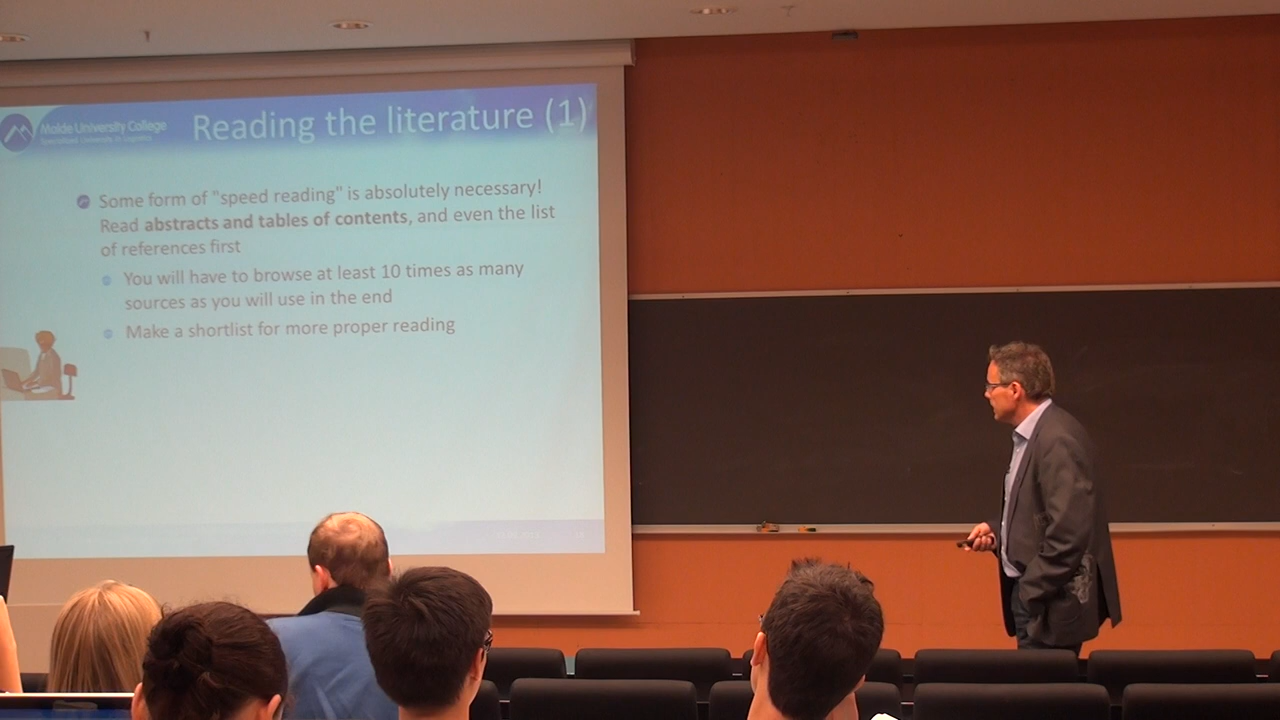 Molde University College
Specialized University in Logistics
Reading the literature (1)
Some form of "speed reading" is absolutely necessary!
Read abstracts and tables of contents, and even the list
of references first
You will have to browse at least 10 times as many
sources as you will use in the end
Make a shortlist for more proper reading